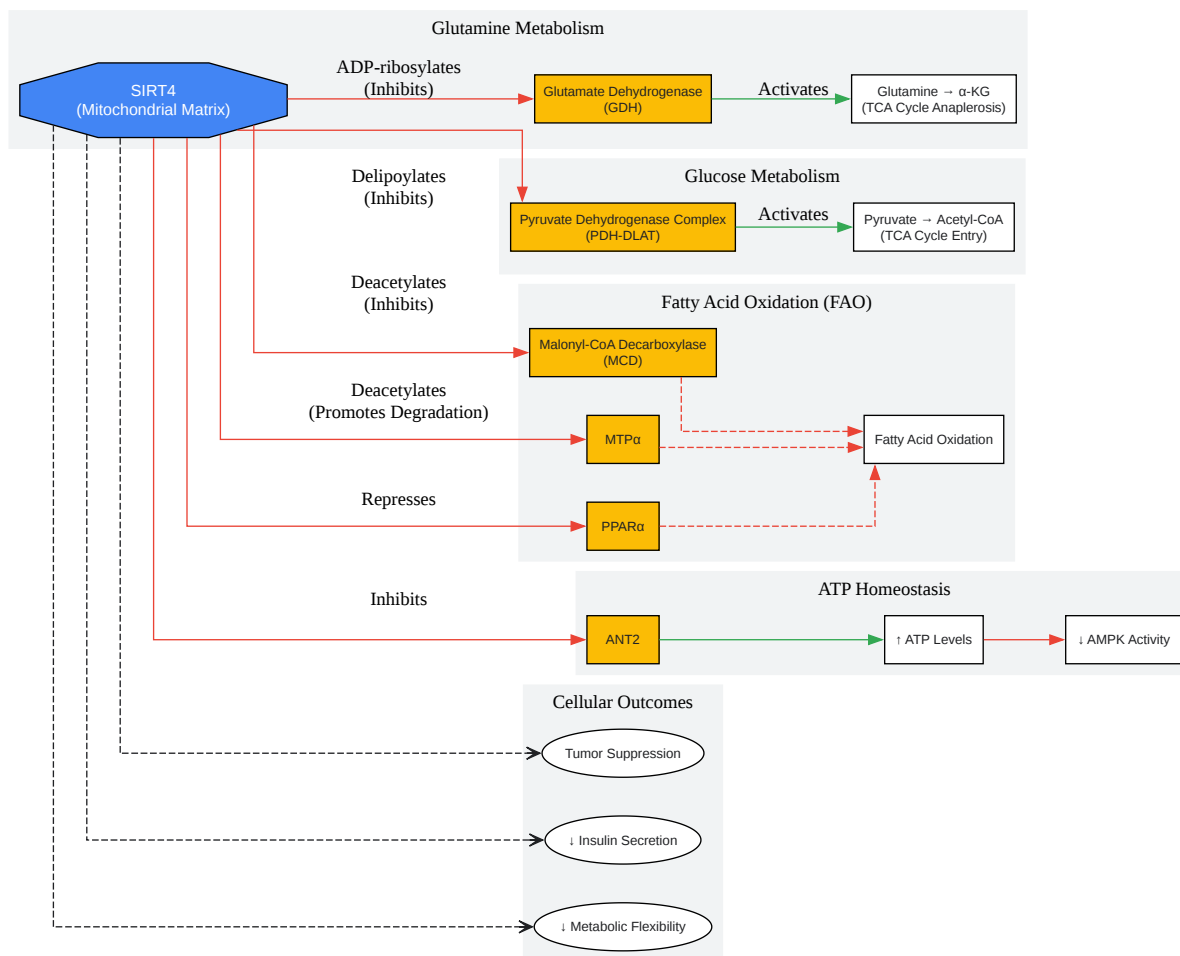 Glutamine Metabolism
SIRT4
(Mitochondrial Matrix)
ADP-ribosylates
(Inhibits)
Glutamate Dehydrogenase
(GDH)
Activates
Glutamine → α-KG
(TCA Cycle Anaplerosis)
Delipoylates
(Inhibits)
Glucose Metabolism
Pyruvate Dehydrogenase Complex
(PDH-DLAT)
Activates
Pyruvate → Acetyl-CoA
(TCA Cycle Entry)
Deacetylates
(Inhibits)
Fatty Acid Oxidation (FAO)
Malonyl-CoA Decarboxylase
(MCD)
Deacetylates
(Promotes Degradation)
MTPα
Fatty Acid Oxidation
Represses
PPARα
Inhibits
ATP Homeostasis
ANT2
↑ ATP Levels
↓ AMPK Activity
Cellular Outcomes
Tumor Suppression
↓ Insulin Secretion
↓ Metabolic Flexibility